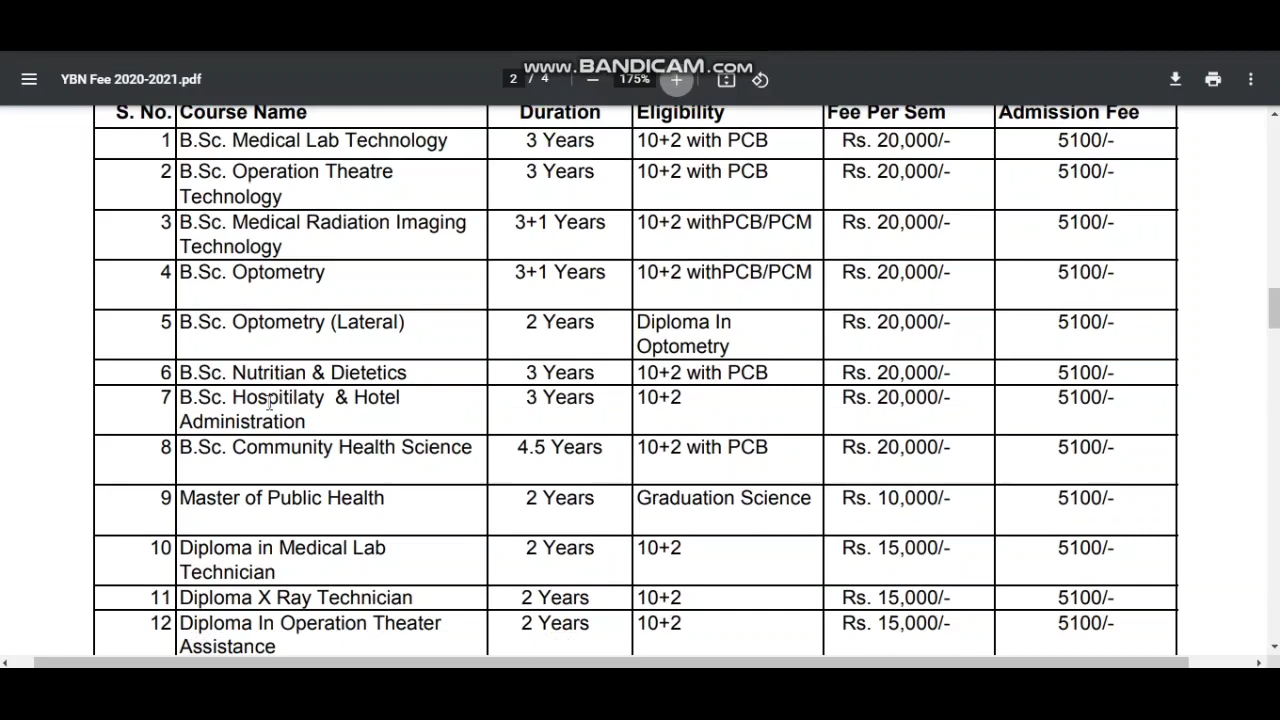 www.BANDICAM.com
YBN Fee 2020-2021.pdf 2 / 4 175%
S. No. Course Name Duration Eligibility Fee Per Sem Admission Fee
1 B.Sc. Medical Lab Technology 3 Years 10+2 with PCB Rs. 20,000/- 5100/-
2 B.Sc. Operation Theatre 3 Years 10+2 with PCB Rs. 20,000/- 5100/-
Technology
3 B.Sc. Medical Radiation Imaging 3+1 Years 10+2 withPCB/PCM Rs. 20,000/- 5100/-
Technology
4 B.Sc. Optometry 3+1 Years 10+2 withPCB/PCM Rs. 20,000/- 5100/-
5 B.Sc. Optometry (Lateral) 2 Years Diploma In Rs. 20,000/- 5100/-
Optometry
6 B.Sc. Nutritian & Dietetics 3 Years 10+2 with PCB Rs. 20,000/- 5100/-
7 B.Sc. Hospitilaty & Hotel 3 Years 10+2 Rs. 20,000/- 5100/-
Administration
8 B.Sc. Community Health Science 4.5 Years 10+2 with PCB Rs. 20,000/- 5100/-
9 Master of Public Health 2 Years Graduation Science Rs. 10,000/- 5100/-
10 Diploma in Medical Lab 2 Years 10+2 Rs. 15,000/- 5100/-
Technician
11 Diploma X Ray Technician 2 Years 10+2 Rs. 15,000/- 5100/-
12 Diploma In Operation Theater 2 Years 10+2 Rs. 15,000/- 5100/-
Assistance